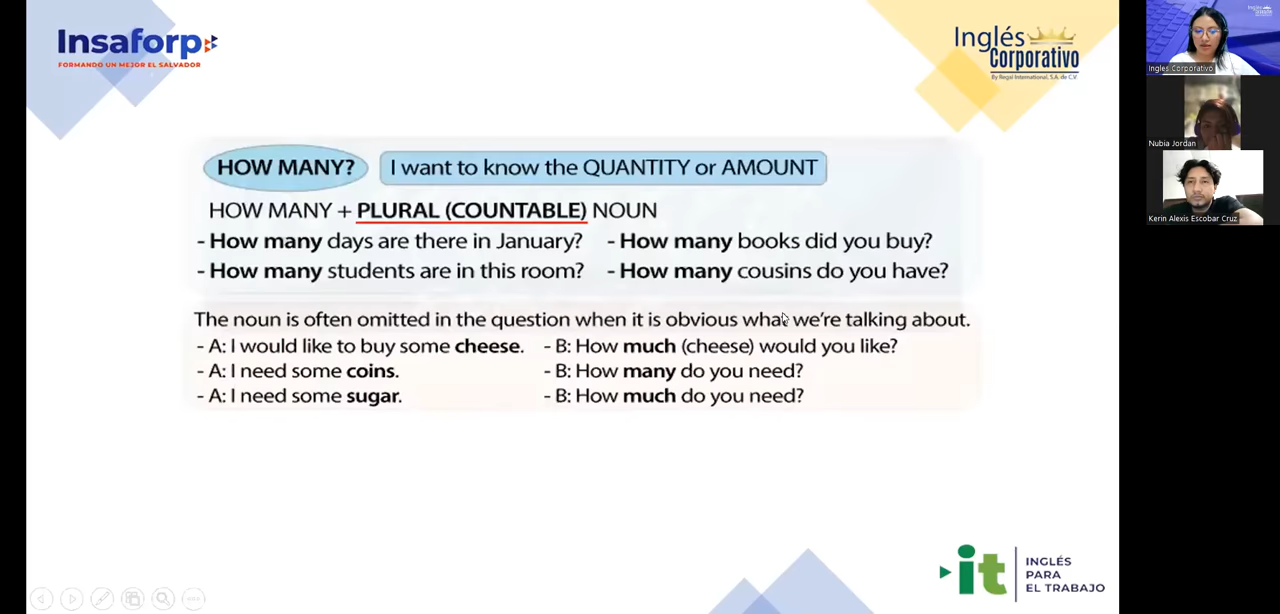 Insaforp
FORMANDO UN MEJOR EL SALVADOR
Inglés
Corporativo
By Regal International, S.A. de C.V.
HOW MANY?
I want to know the QUANTITY or AMOUNT
HOW MANY + PLURAL (COUNTABLE) NOUN
- How many days are there in January? - How many books did you buy?
- How many students are in this room? - How many cousins do you have?
The noun is often omitted in the question when it is obvious what we're talking about.
- A: I would like to buy some cheese. - B: How much (cheese) would you like?
- A: I need some coins. - B: How many do you need?
- A: I need some sugar. - B: How much do you need?
it
INGLÉS
PARA
EL TRABAJO
Ingles Corporativo
Nubia Jordan
Kerin Alexis Escobar Cruz